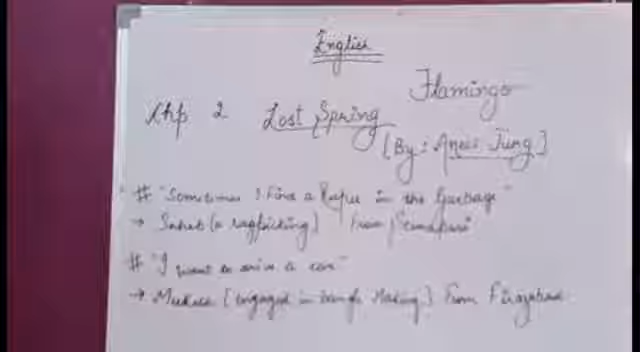 English
Flamingo
Chp 2 Lost Spring
[By: Anees Jung]
# "Sometimes I Find a Rupee in the Garbage"
→ Saheb (a ragpicking) From Seemapuri
# "I want to drive a car"
→ Mukesh [engaged in bangle Making] From Firozabad